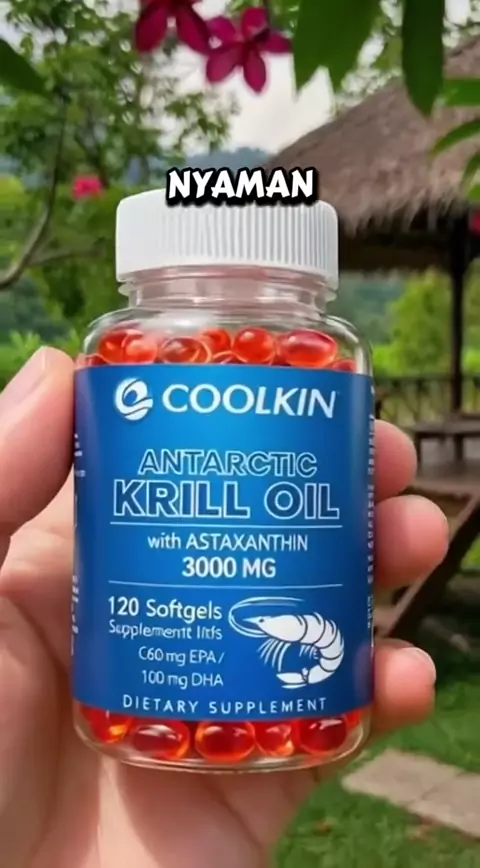 NYAMAN
COOLKIN
ANTARCTIC
KRILL OIL
with ASTAXANTHIN
3000 MG
120 Softgels
C60 mg EPA /
100 mg DHA
DIETARY SUPPLEMENT